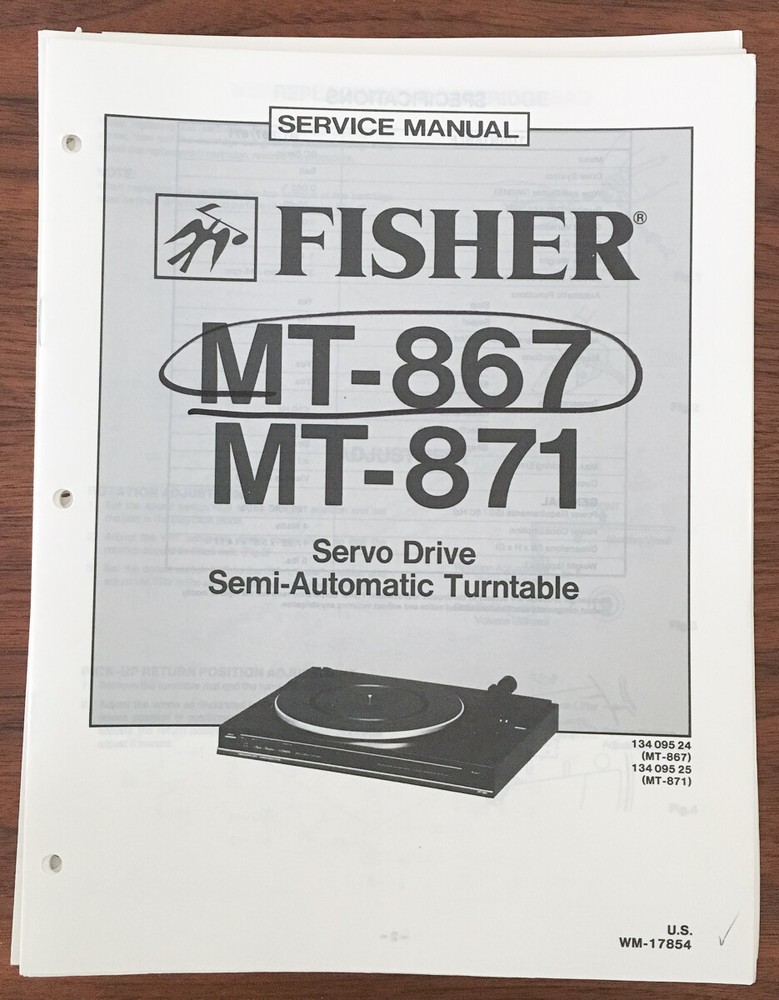 SERVICE MANUAL
FISHER®
MT-867
MT-871
Servo Drive
Semi-Automatic Turntable
134 095 24
(MT-867)
134 095 25
(MT-871)
U.S.
WM-17854